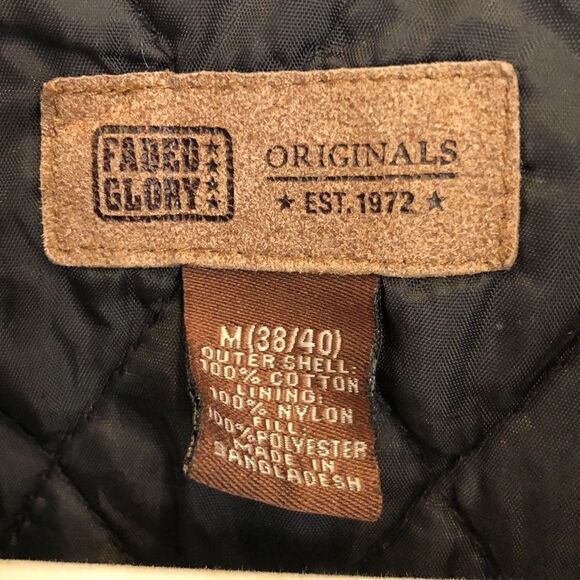 FADED
GLORY
ORIGINALS
★ EST. 1972 ★
M(38/40)
OUTER SHELL:
100% COTTON
LINING:
100% NYLON
FILL:
100%POLYESTER
MADE IN
BANGLADESH